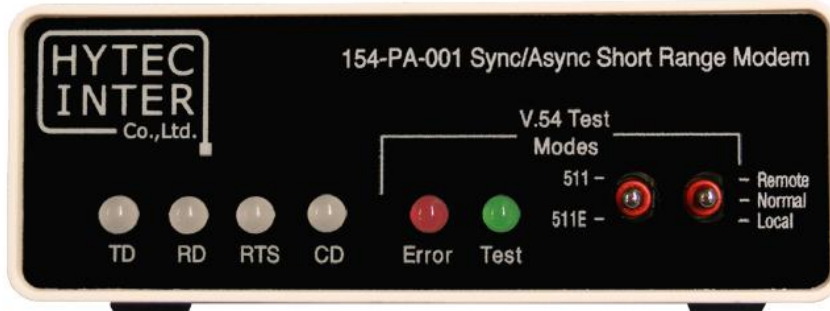 HYTEC
INTER
Co.,Ltd.
154-PA-001 Sync/Async Short Range Modem
V.54 Test
Modes
511 –
511E –
– Remote
– Normal
– Local
TD
RD
RTS
CD
Error
Test